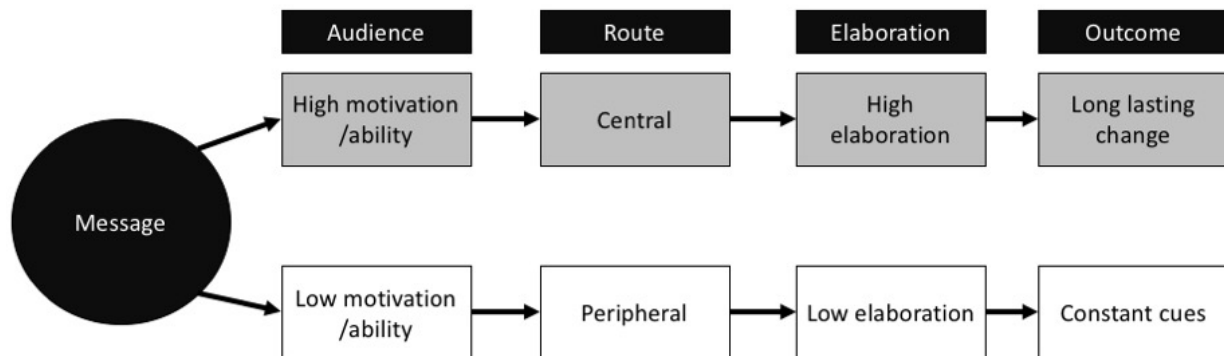 Audience
Route
Elaboration
Outcome
High motivation
/ability
Central
High
elaboration
Long lasting
change
Message
Low motivation
/ability
Peripheral
Low elaboration
Constant cues